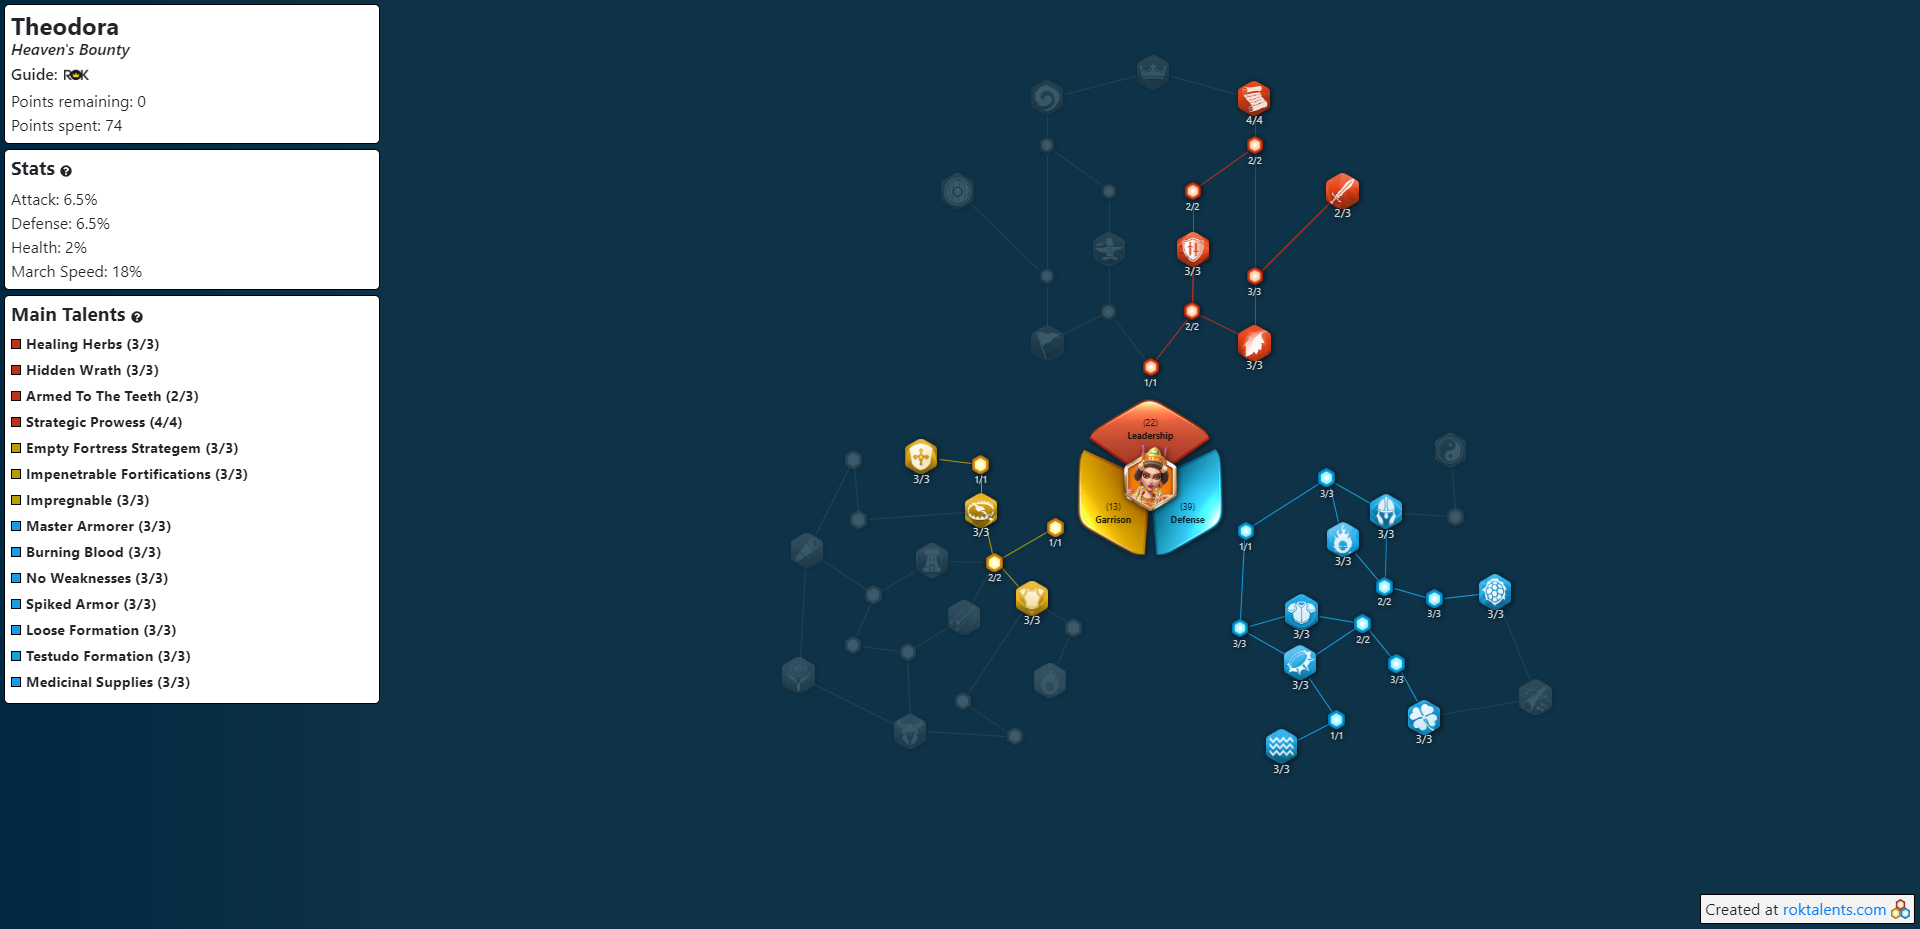 Theodora
Heaven's Bounty
Guide: ROK
Points remaining: 0
Points spent: 74
Stats
Attack: 6.5%
Defense: 6.5%
Health: 2%
March Speed: 18%
Main Talents
Healing Herbs (3/3)
Hidden Wrath (3/3)
Armed To The Teeth (2/3)
Strategic Prowess (4/4)
Empty Fortress Strategem (3/3)
Impenetrable Fortifications (3/3)
Impregnable (3/3)
Master Armorer (3/3)
Burning Blood (3/3)
No Weaknesses (3/3)
Spiked Armor (3/3)
Loose Formation (3/3)
Testudo Formation (3/3)
Medicinal Supplies (3/3)
4/4
2/2
2/2
2/3
3/3
3/3
2/2
3/3
1/1
(22)
Leadership
(13)
Garrison
(39)
Defense
3/3
1/1
3/3
1/1
2/2
3/3
3/3
3/3
1/1
3/3
2/2
3/3
3/3
3/3
3/3
2/2
3/3
3/3
1/1
3/3
3/3
Created at roktalents.com